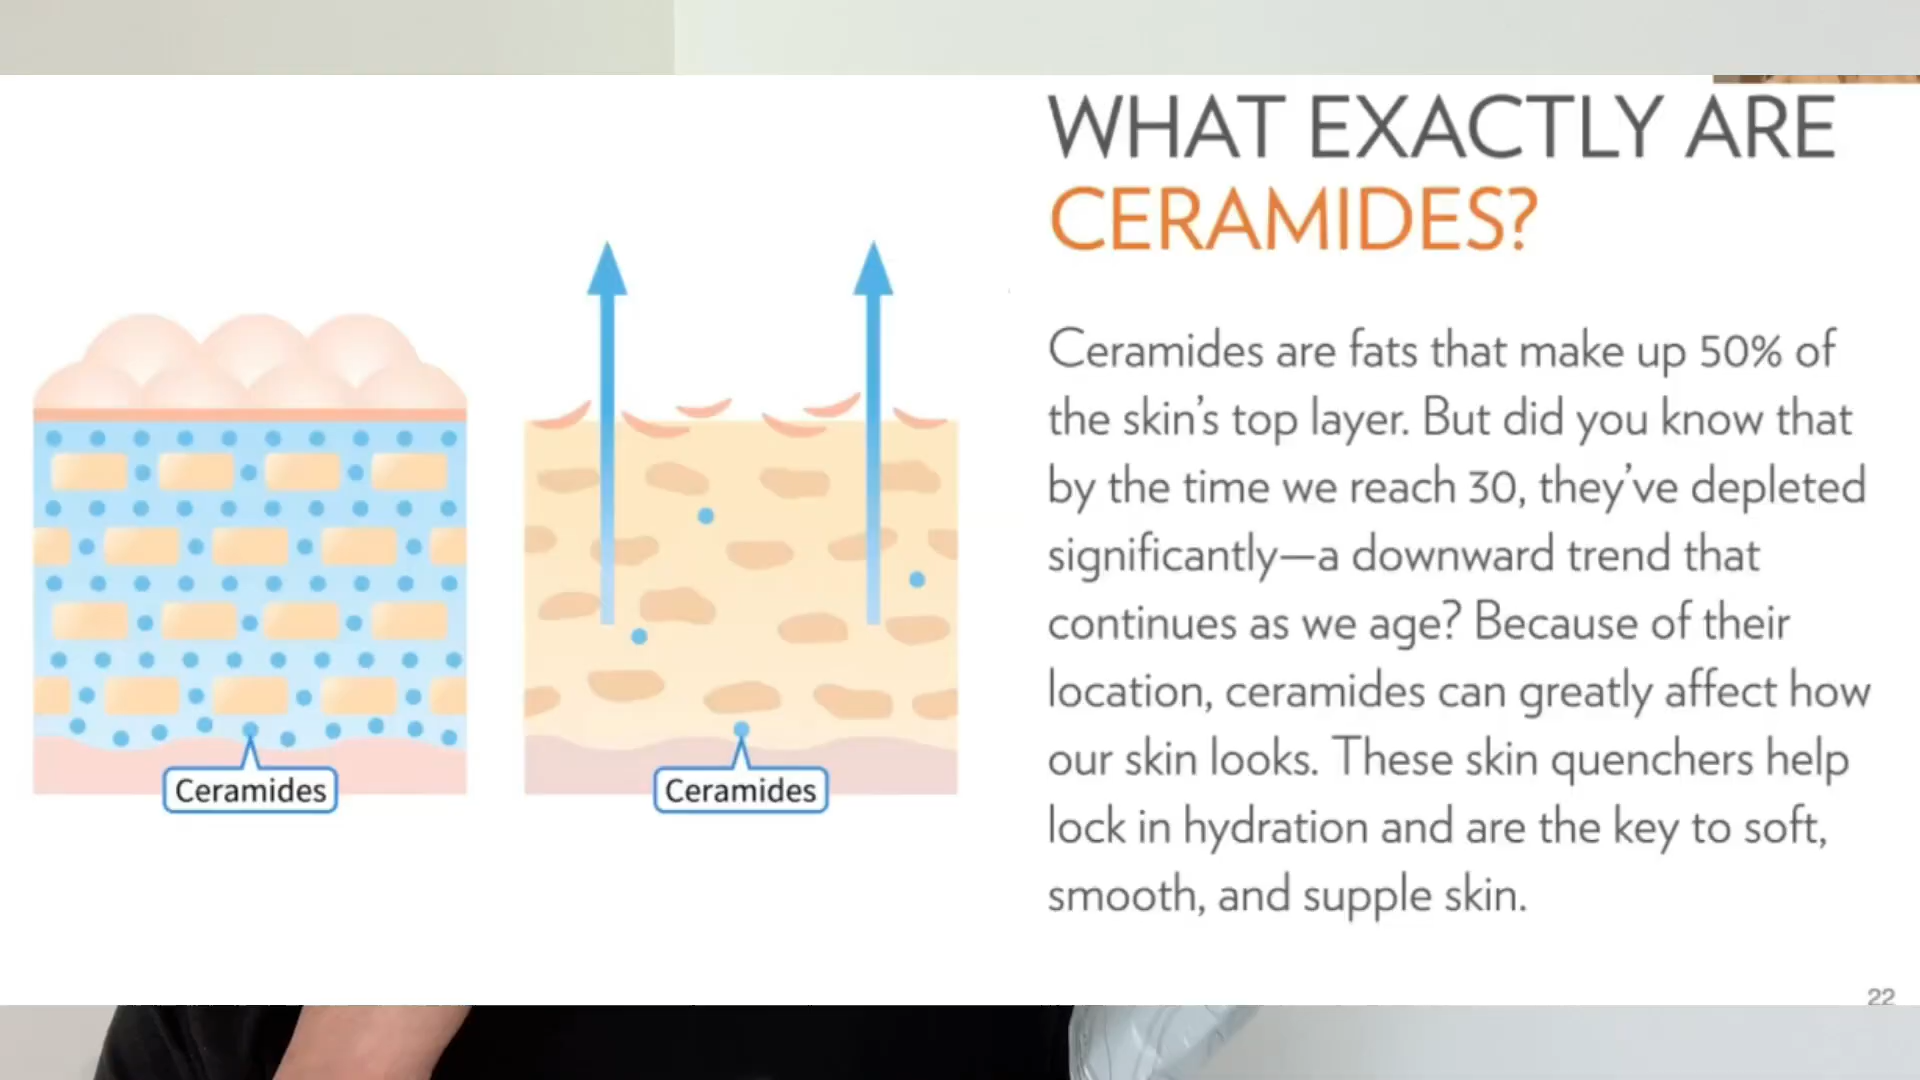 WHAT EXACTLY ARE
CERAMIDES?
Ceramides are fats that make up 50% of
the skin's top layer. But did you know that
by the time we reach 30, they've depleted
significantly—a downward trend that
continues as we age? Because of their
location, ceramides can greatly affect how
our skin looks. These skin quenchers help
lock in hydration and are the key to soft,
smooth, and supple skin.
Ceramides
Ceramides
22